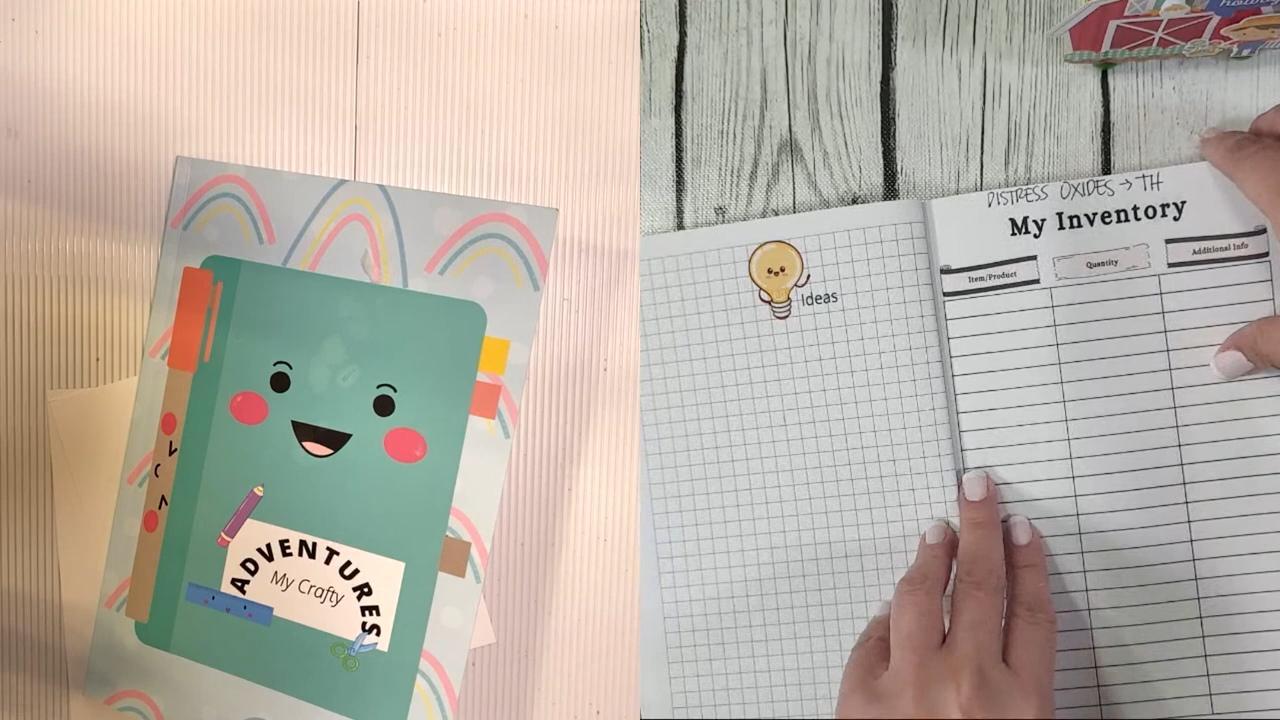 ADVENTURES
My Crafty
Ideas
DISTRESS OXIDES → TH
My Inventory
Item/Product
Quantity
Additional Info